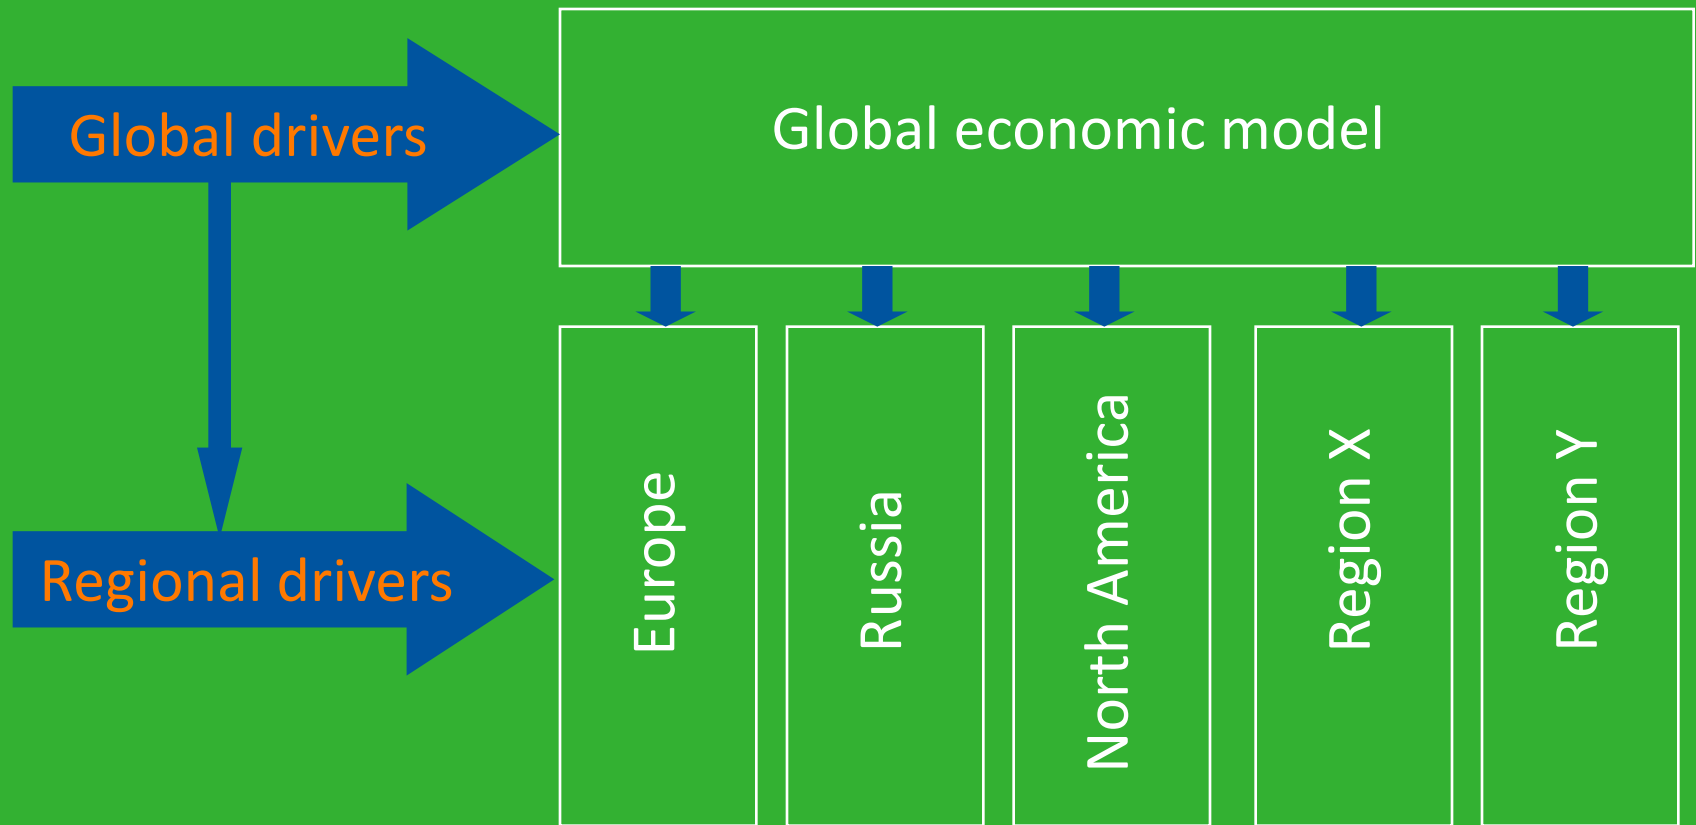 Global drivers
Global economic model
Regional drivers
Europe
Russia
North America
Region X
Region Y